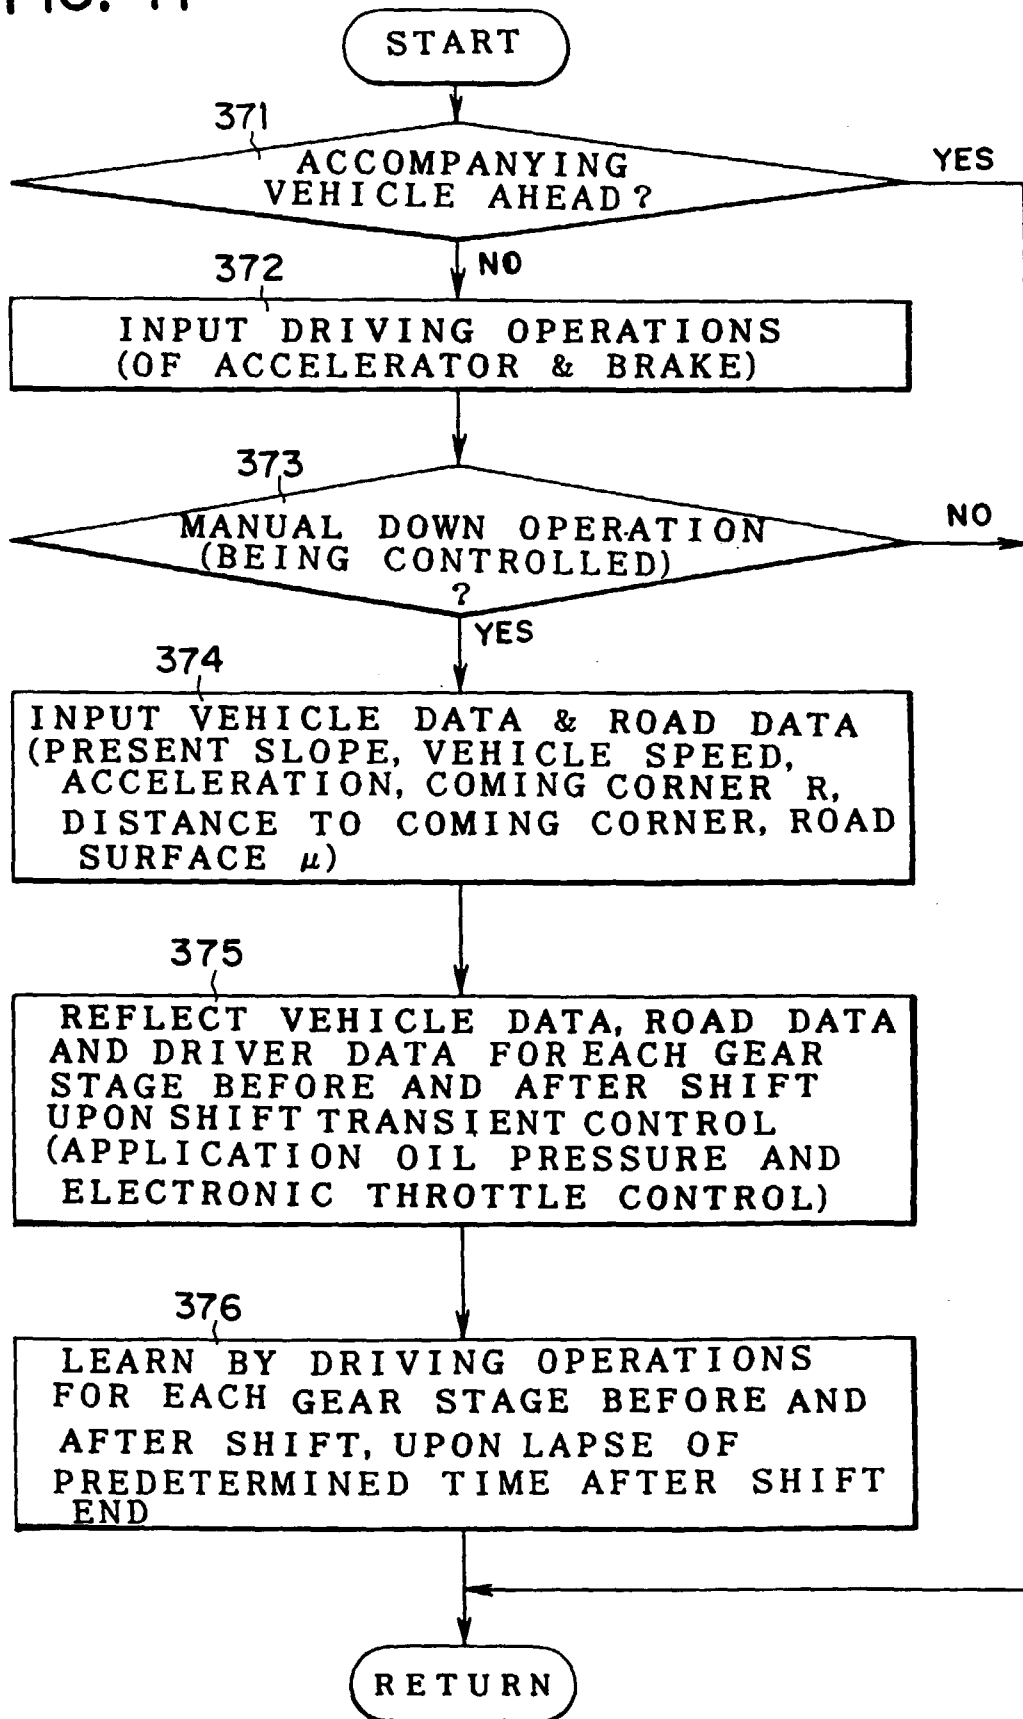 START
371
ACCOMPANYING
VEHICLE AHEAD?
YES
NO
372
INPUT DRIVING OPERATIONS
(OF ACCELERATOR & BRAKE)
373
MANUAL DOWN OPERATION
(BEING CONTROLLED)
?
NO
YES
374
INPUT VEHICLE DATA & ROAD DATA
(PRESENT SLOPE, VEHICLE SPEED,
ACCELERATION, COMING CORNER R,
DISTANCE TO COMING CORNER, ROAD
SURFACE μ)
375
REFLECT VEHICLE DATA, ROAD DATA
AND DRIVER DATA FOR EACH GEAR
STAGE BEFORE AND AFTER SHIFT
UPON SHIFT TRANSIENT CONTROL
(APPLICATION OIL PRESSURE AND
ELECTRONIC THROTTLE CONTROL)
376
LEARN BY DRIVING OPERATIONS
FOR EACH GEAR STAGE BEFORE AND
AFTER SHIFT, UPON LAPSE OF
PREDETERMINED TIME AFTER SHIFT
END
RETURN